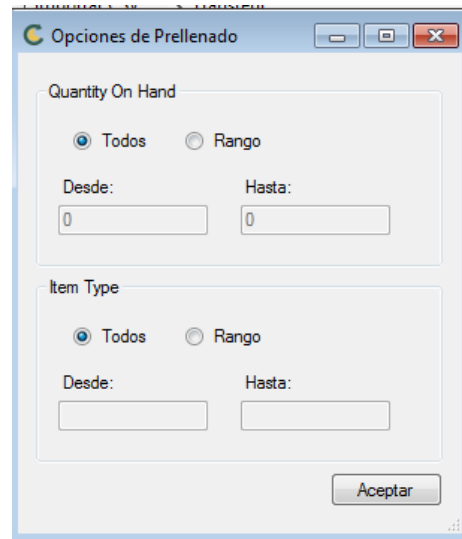 Opciones de Prellenado
Quantity On Hand
Todos Rango
Desde: Hasta:
0 0
Item Type
Todos Rango
Desde: Hasta:
Aceptar